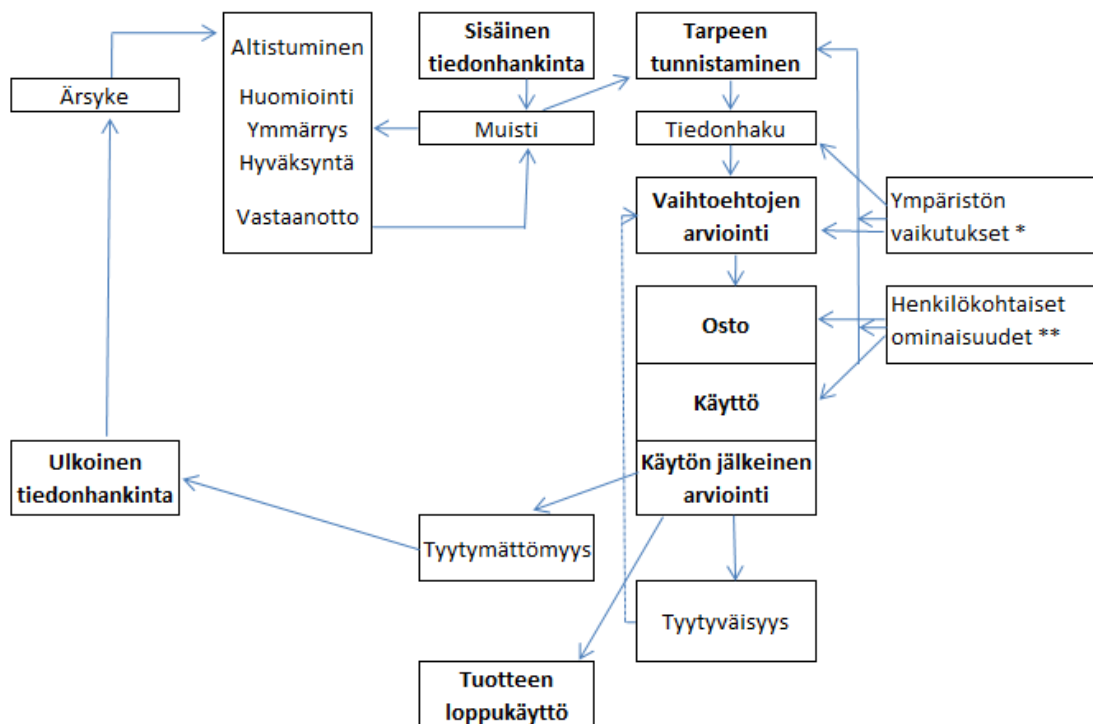 Altistuminen
Huomiointi
Ymmärrys
Hyväksyntä
Vastaanotto
Sisäinen
tiedonhankinta
Tarpeen
tunnistaminen
Ärsyke
Muisti
Tiedonhaku
Vaihtoehtojen
arviointi
Ympäristön
vaikutukset *
Osto
Henkilökohtaiset
ominaisuudet **
Käyttö
Ulkoinen
tiedonhankinta
Käytön jälkeinen
arviointi
Tyytymättömyys
Tyytyväisyys
Tuotteen
loppukäyttö